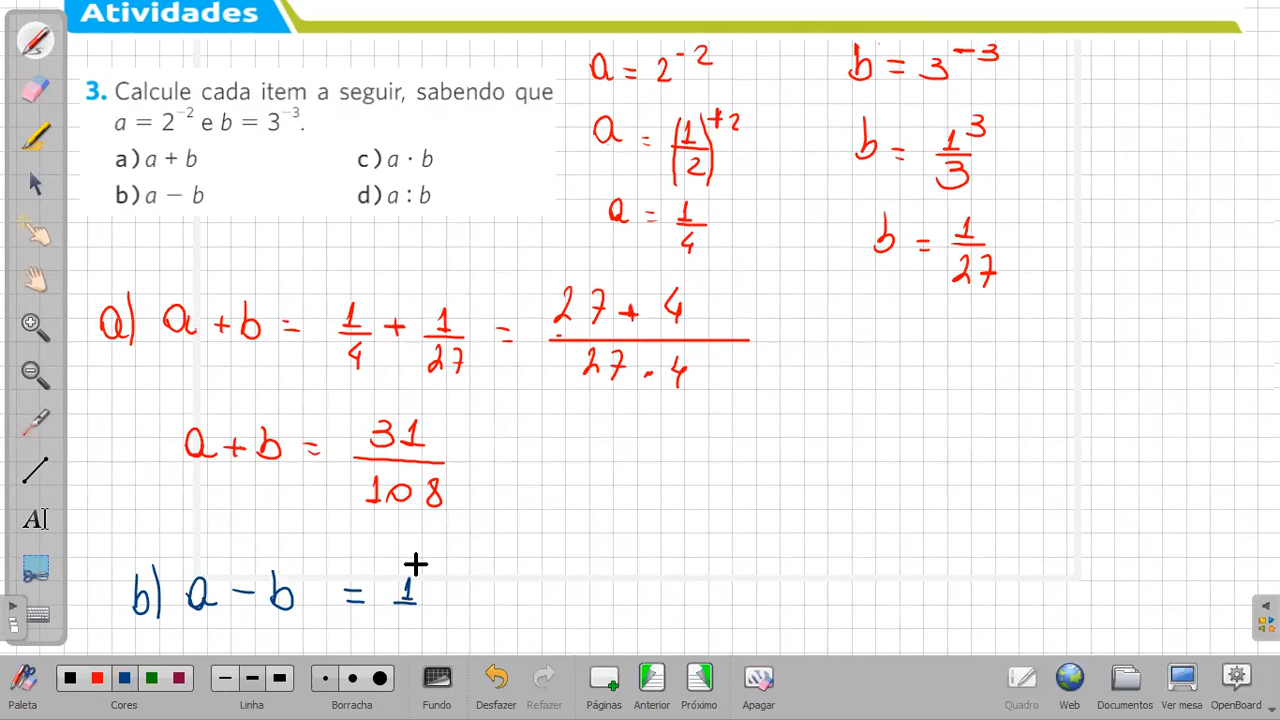 Atividades
3. Calcule cada item a seguir, sabendo que
a = 2⁻² e b = 3⁻³.
a) a + b
c) a · b
b) a − b
d) a : b
a = 2⁻²
a = (1/2)⁺²
a = 1/4
b = 3⁻³
b = 1³/3
b = 1/27
a) a + b = 1/4 + 1/27 = 27 + 4 / 27 . 4
a + b = 31/108
b) a − b = 1
A
Paleta
Cores
Linha
Borracha
Fundo
Desfazer
Refazer
Páginas
Anterior
Próximo
Apagar
Quadro
Web
Documentos
Ver mesa
OpenBoard